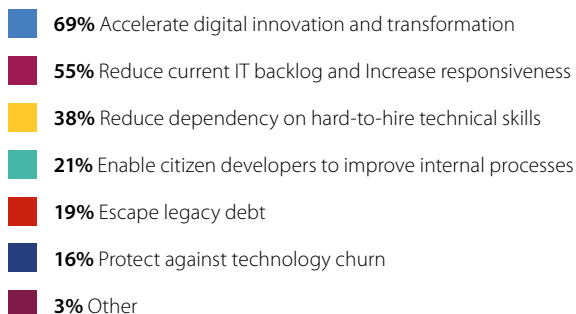 69% Accelerate digital innovation and transformation
55% Reduce current IT backlog and Increase responsiveness
38% Reduce dependency on hard-to-hire technical skills
21% Enable citizen developers to improve internal processes
19% Escape legacy debt
16% Protect against technology churn
3% Other